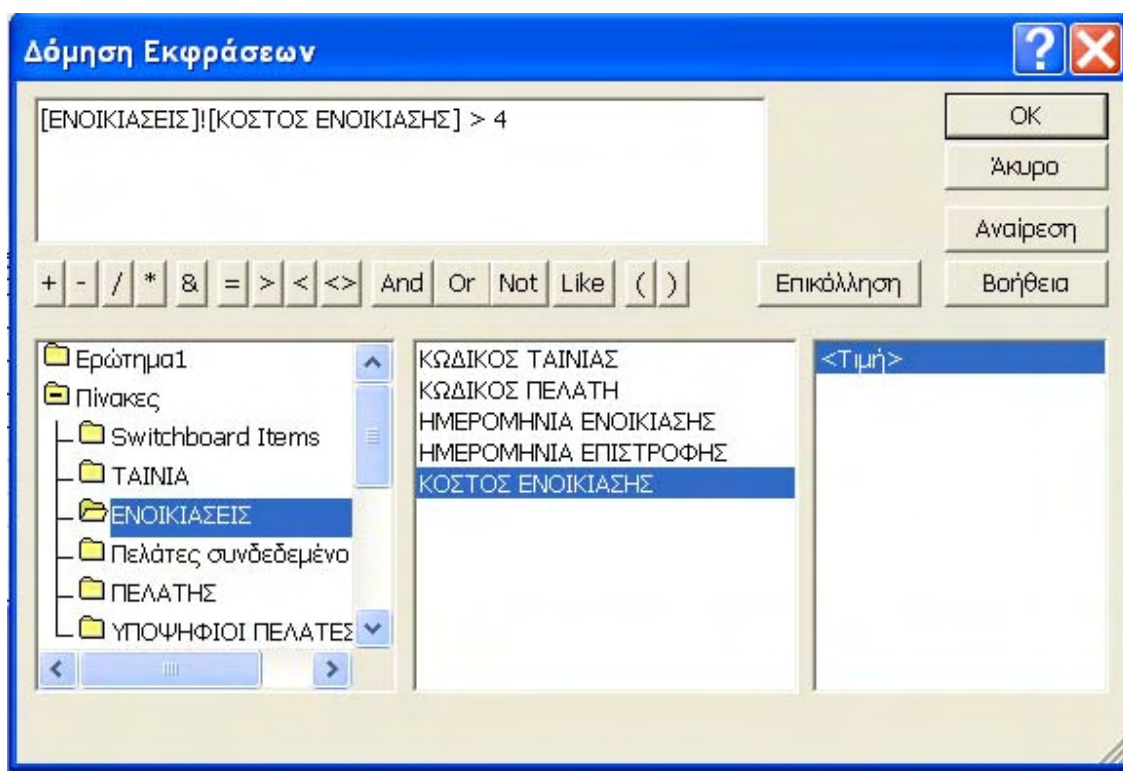 Δόμηση Εκφράσεων
[ΕΝΟΙΚΙΑΣΕΙΣ]![ΚΟΣΤΟΣ ΕΝΟΙΚΙΑΣΗΣ] > 4
OK
Άκυρο
Αναίρεση
+ - / * & = > < <> And Or Not Like ( ) Επικόλληση Βοήθεια
Ερώτημα1
Πίνακες
Switchboard Items
ΤΑΙΝΙΑ
ΕΝΟΙΚΙΑΣΕΙΣ
Πελάτες συνδεδεμένο
ΠΕΛΑΤΗΣ
ΥΠΟΨΗΦΙΟΙ ΠΕΛΑΤΕΣ
ΚΩΔΙΚΟΣ ΤΑΙΝΙΑΣ
ΚΩΔΙΚΟΣ ΠΕΛΑΤΗ
ΗΜΕΡΟΜΗΝΙΑ ΕΝΟΙΚΙΑΣΗΣ
ΗΜΕΡΟΜΗΝΙΑ ΕΠΙΣΤΡΟΦΗΣ
ΚΟΣΤΟΣ ΕΝΟΙΚΙΑΣΗΣ
<Τιμή>